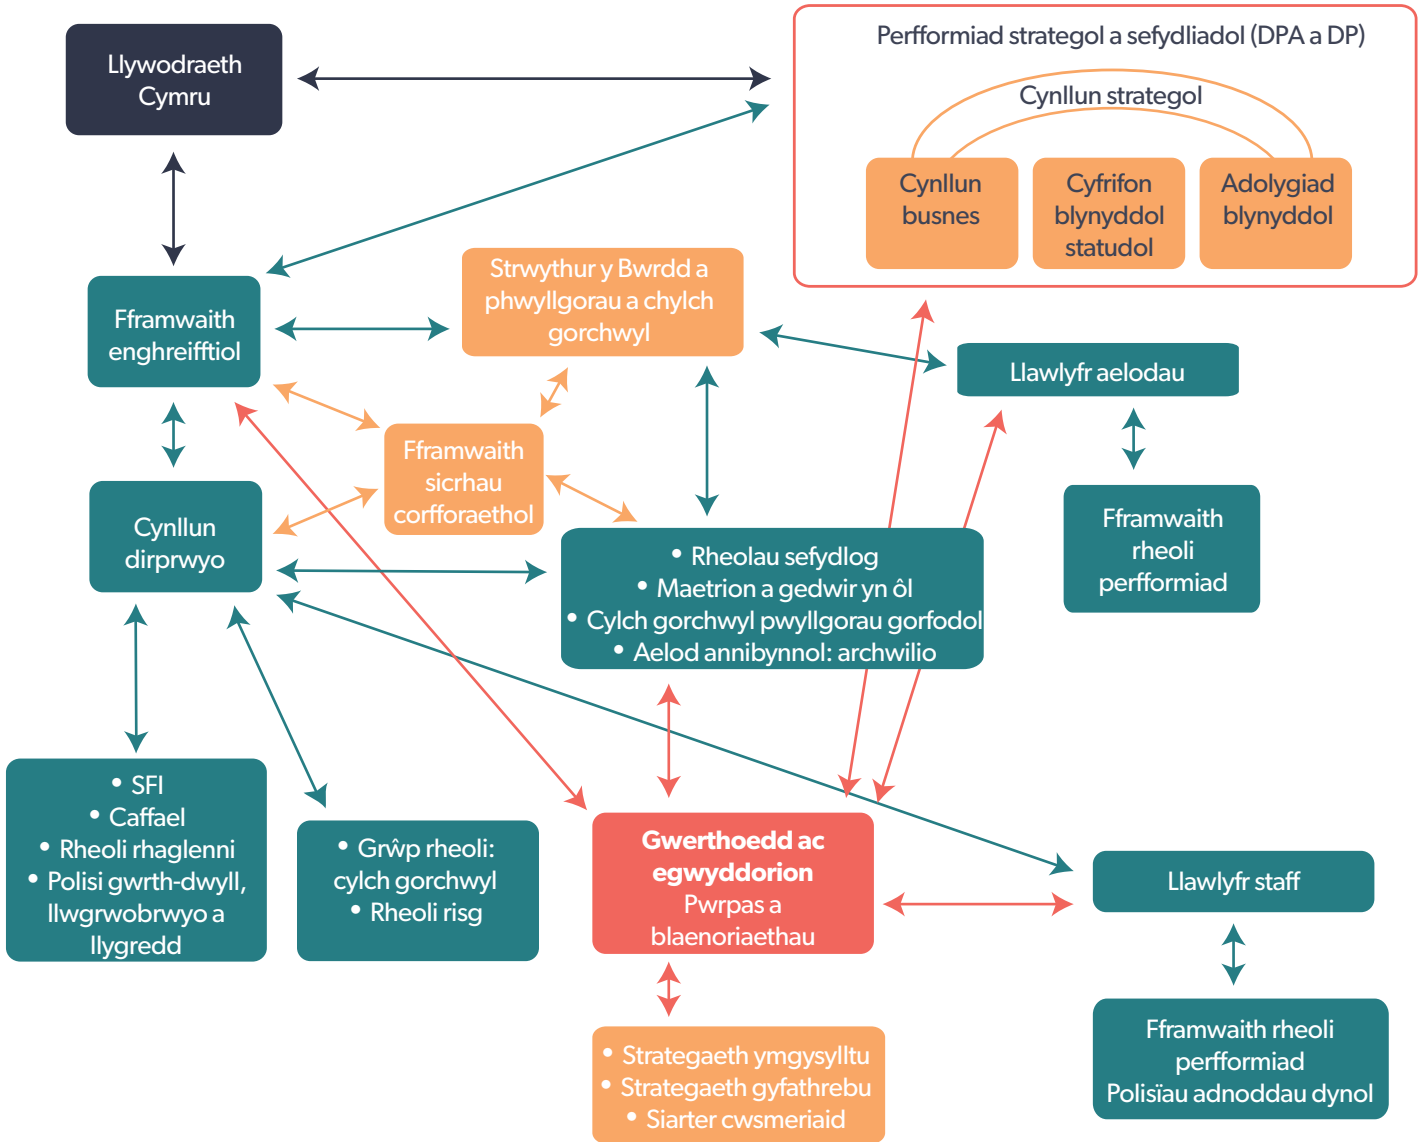 Llywodraeth
Cymru
Perfformiad strategol a sefydliadol (DPA a DP)
Cynllun strategol
Cynllun
busnes
Cyfrifon
blynyddol
statudol
Adolygiad
blynyddol
Fframwaith
enghreifftiol
Strwythur y Bwrdd a
phwyllgorau a chylch
gorchwyl
Llawlyfr aelodau
Fframwaith
sicrhau
corfforaethol
Cynllun
dirprwyo
Fframwaith
rheoli
perfformiad
• Rheolau sefydlog
• Maetrion a gedwir yn ôl
• Cylch gorchwyl pwyllgorau gorfodol
• Aelod annibynnol: archwilio
• SFI
• Caffael
• Rheoli rhaglenni
• Polisi gwrth-dwyll,
llwgrwobrwyo a
llygredd
• Grŵp rheoli:
cylch gorchwyl
• Rheoli risg
Gwerthoedd ac
egwyddorion
Pwrpas a
blaenoriaethau
Llawlyfr staff
• Strategaeth ymgysylltu
• Strategaeth gyfathrebu
• Siarter cwsmeriaid
Fframwaith rheoli
perfformiad
Polisïau adnoddau dynol